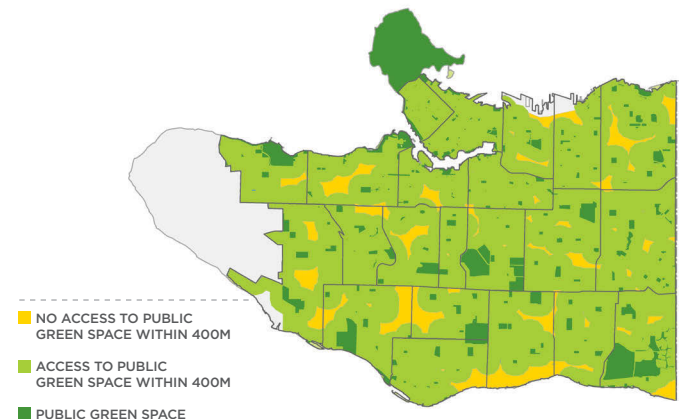 NO ACCESS TO PUBLIC
GREEN SPACE WITHIN 400M
ACCESS TO PUBLIC
GREEN SPACE WITHIN 400M
PUBLIC GREEN SPACE